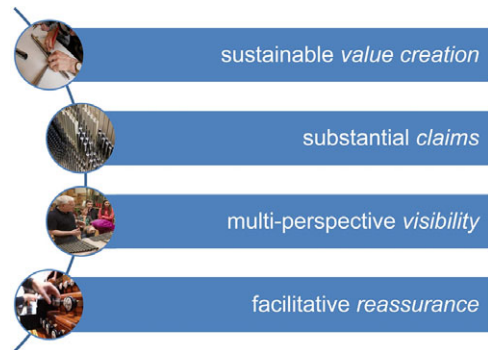 sustainable value creation
substantial claims
multi-perspective visibility
facilitative reassurance